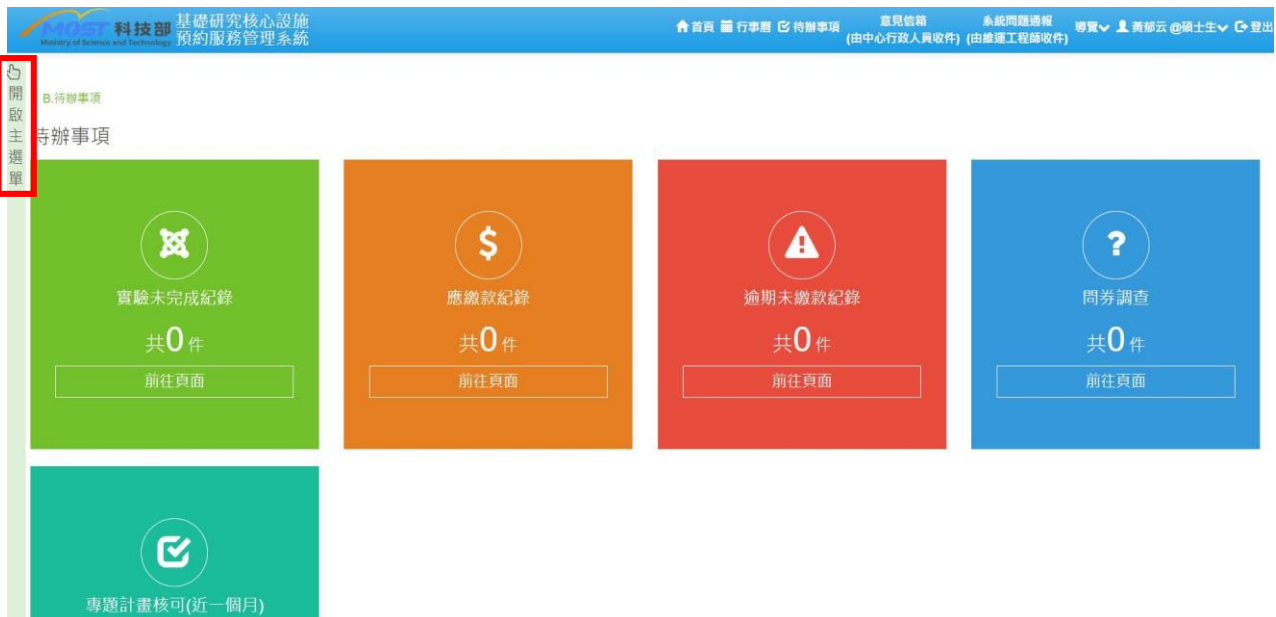 MOST 科技部 基礎研究核心設施
Ministry of Science and Technology 預約服務管理系統
首頁 行事曆 待辦事項 意見信箱 (由中心行政人員收件) 系統問題通報 (由維運工程師收件) 導覽 黃郁云 @碩士生 登出
開啟主選單
B.待辦事項
待辦事項
實驗未完成紀錄
共0件
前往頁面
應繳款紀錄
共0件
前往頁面
逾期未繳款紀錄
共0件
前往頁面
問券調查
共0件
前往頁面
專題計畫核可(近一個月)